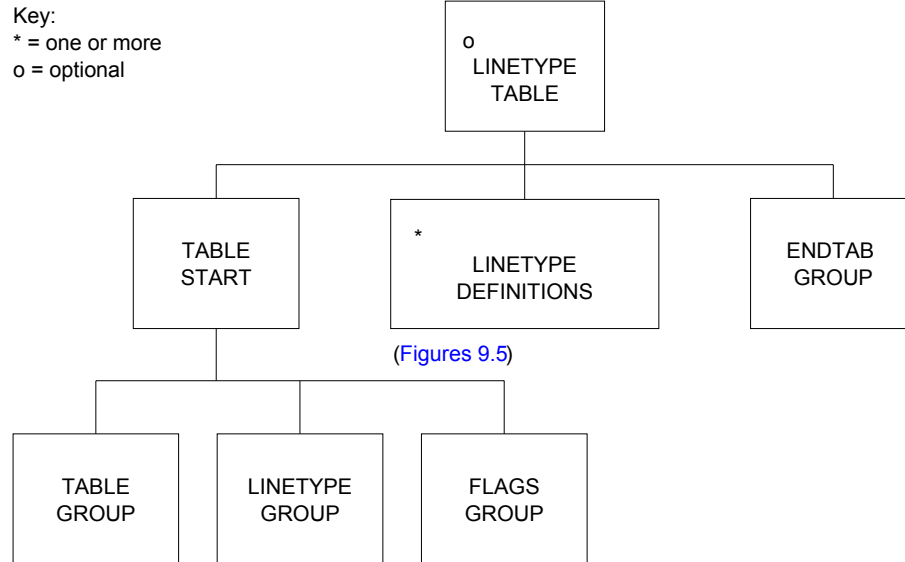 Key:
* = one or more
o = optional
o
LINETYPE
TABLE
TABLE
START
*
LINETYPE
DEFINITIONS
ENDTAB
GROUP
(Figures 9.5)
TABLE
GROUP
LINETYPE
GROUP
FLAGS
GROUP